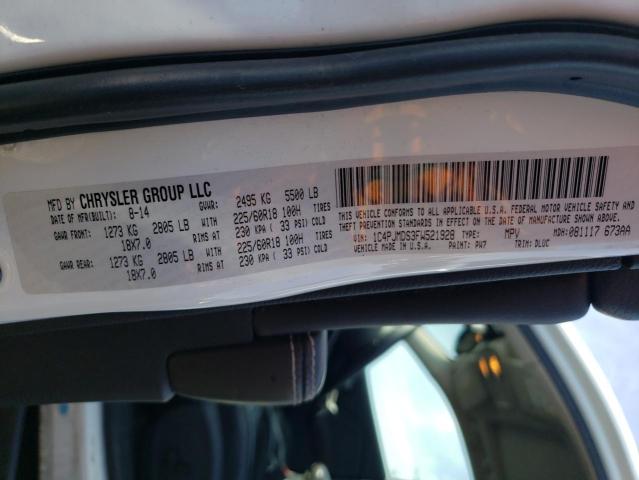 MFD BY CHRYSLER GROUP LLC
DATE OF MFR(BUILT): 8-14 GVWR: 2495 KG 5500 LB
GAWR FRONT: 1273 KG 2805 LB TIRES 225/60R18 100H
18X7.0 RIMS AT 230 KPA ( 33 PSI) COLD
GAWR REAR: 1273 KG 2805 LB TIRES 225/60R18 100H
18X7.0 RIMS AT 230 KPA ( 33 PSI) COLD
THIS VEHICLE CONFORMS TO ALL APPLICABLE U.S.A. FEDERAL MOTOR VEHICLE SAFETY AND
THEFT PREVENTION STANDARDS IN EFFECT ON THE DATE OF MANUFACTURE SHOWN ABOVE.
VIN: 1C4PJMDS3FW521928 TYPE: MPV MDH: 081117 673AA
VEHICLE MADE IN U.S.A. PAINT: PW7 TRIM: DLUC